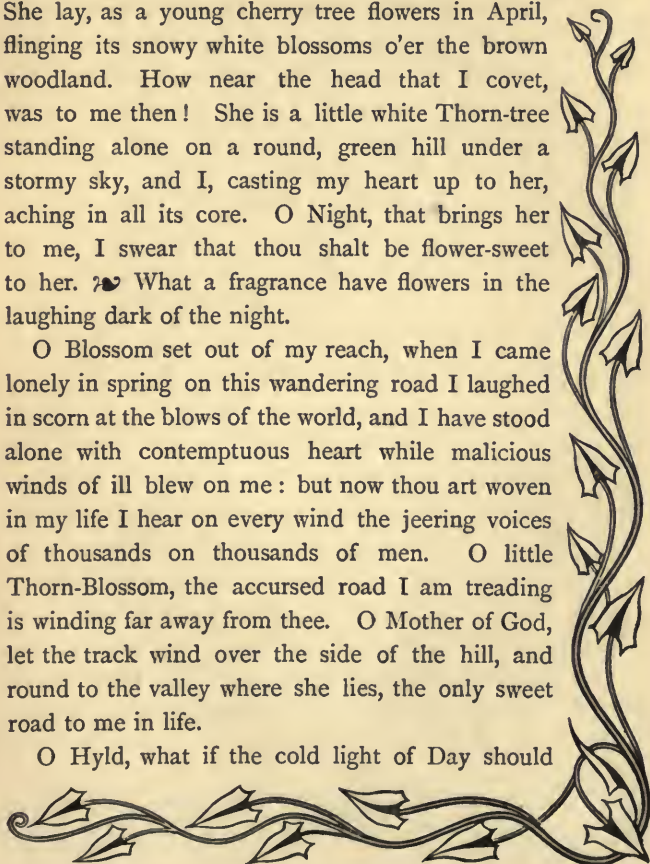 She lay, as a young cherry tree flowers in April,
flinging its snowy white blossoms o'er the brown
woodland. How near the head that I covet,
was to me then! She is a little white Thorn-tree
standing alone on a round, green hill under a
stormy sky, and I, casting my heart up to her,
aching in all its core. O Night, that brings her
to me, I swear that thou shalt be flower-sweet
to her. ❧ What a fragrance have flowers in the
laughing dark of the night.
O Blossom set out of my reach, when I came
lonely in spring on this wandering road I laughed
in scorn at the blows of the world, and I have stood
alone with contemptuous heart while malicious
winds of ill blew on me: but now thou art woven
in my life I hear on every wind the jeering voices
of thousands on thousands of men. O little
Thorn-Blossom, the accursed road I am treading
is winding far away from thee. O Mother of God,
let the track wind over the side of the hill, and
round to the valley where she lies, the only sweet
road to me in life.
O Hyld, what if the cold light of Day should